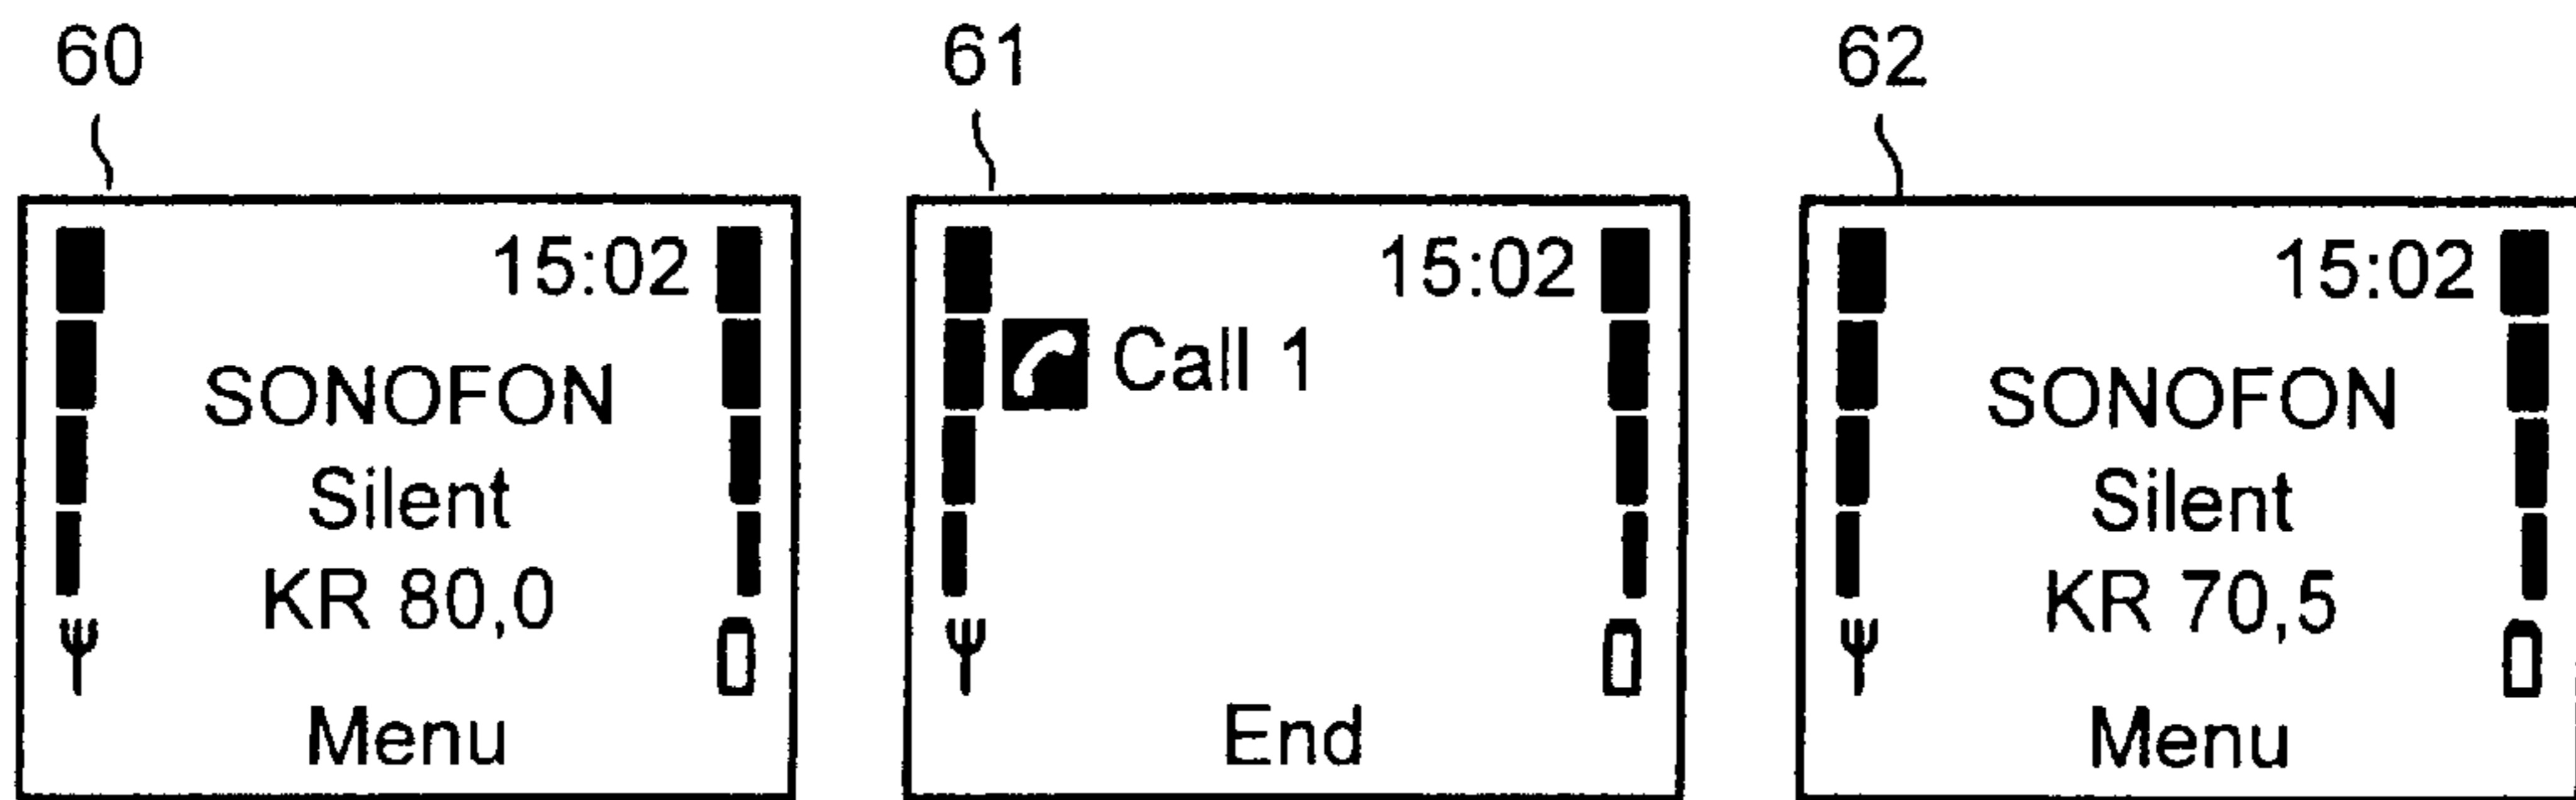 60
15:02
SONOFON
Silent
KR 80,0
Menu
61
15:02
Call 1
End
62
15:02
SONOFON
Silent
KR 70,5
Menu